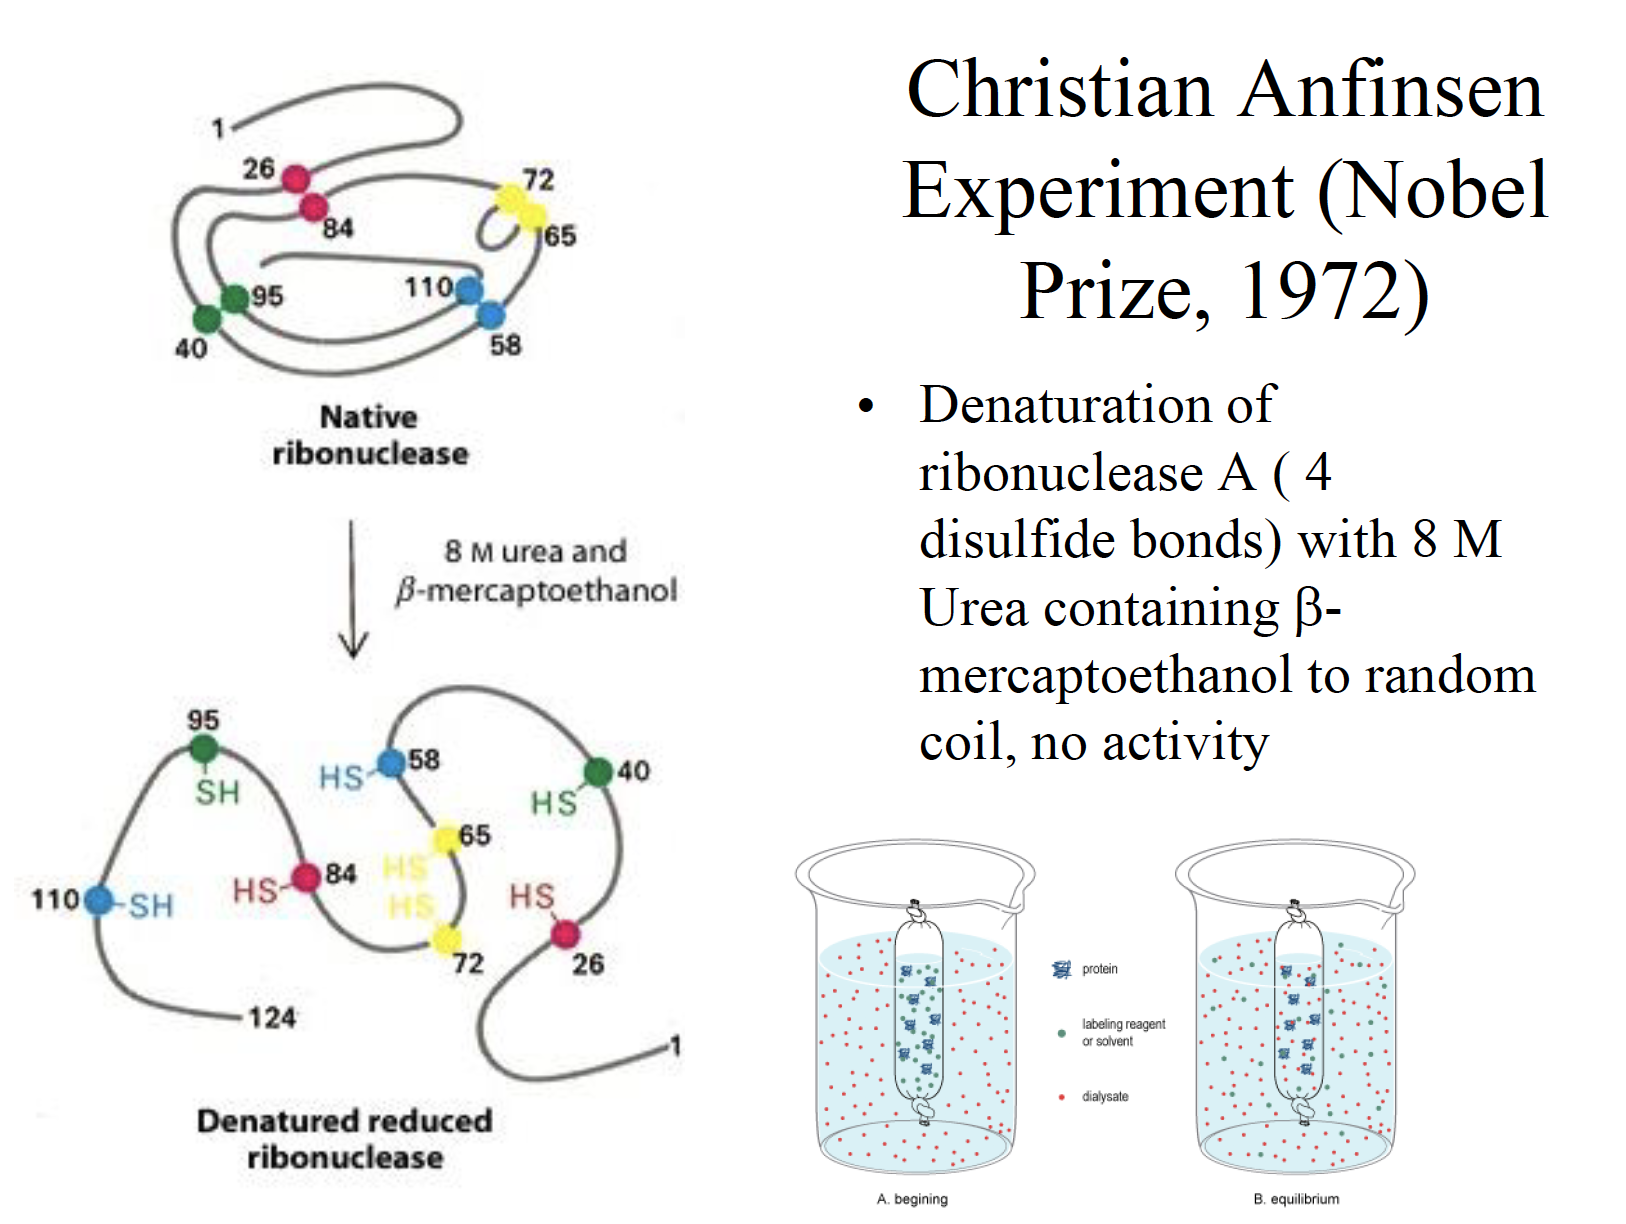 Christian Anfinsen
Experiment (Nobel
Prize, 1972)
• Denaturation of
ribonuclease A ( 4
disulfide bonds) with 8 M
Urea containing β-
mercaptoethanol to random
coil, no activity
1
26
84
72
65
110
95
40
58
Native
ribonuclease
8 M urea and
β-mercaptoethanol
95
SH
HS
58
40
HS
65
HS
HS
84
HS
110
SH
HS
72
26
124
1
Denatured reduced
ribonuclease
protein
labeling reagent
or solvent
dialysate
A. begining
B. equilibrium